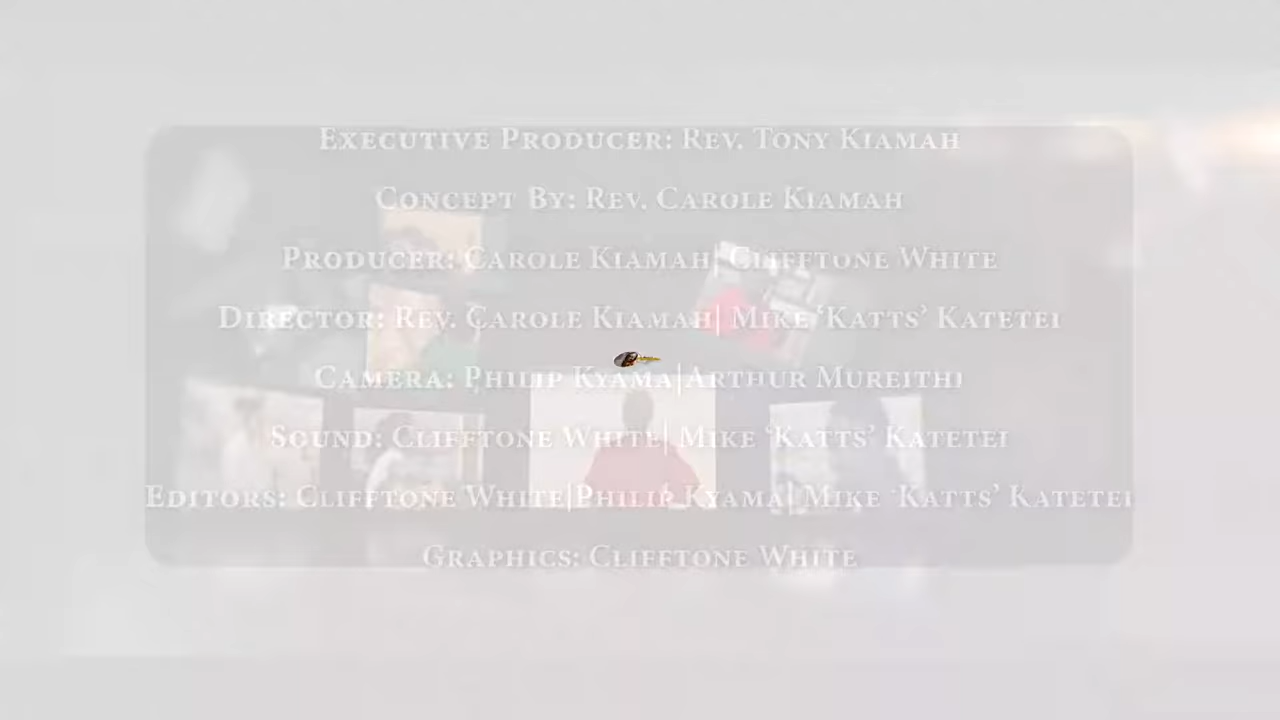 Executive Producer: Rev. Tony Kiamah
Concept By: Rev. Carole Kiamah
Producer: Carole Kiamah| Clifftone White
Director: Rev. Carole Kiamah| Mike ‘Katts’ Katetei
Camera: Philip Kyama|Arthur Mureithi
Sound: Clifftone White| Mike ‘Katts’ Katetei
Editors: Clifftone White|Philip Kyama| Mike ‘Katts’ Katetei
Graphics: Clifftone White